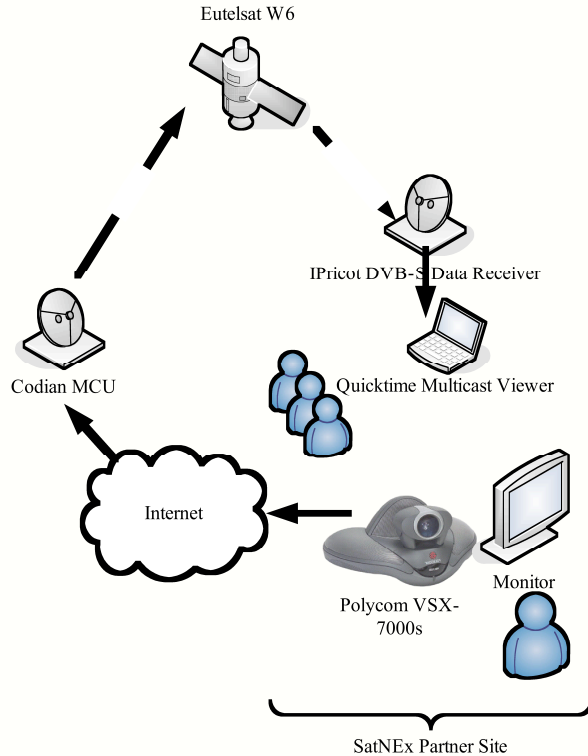 Eutelsat W6
IPricot DVB-S Data Receiver
Codian MCU
Quicktime Multicast Viewer
Internet
Monitor
Polycom VSX-
7000s
SatNEx Partner Site